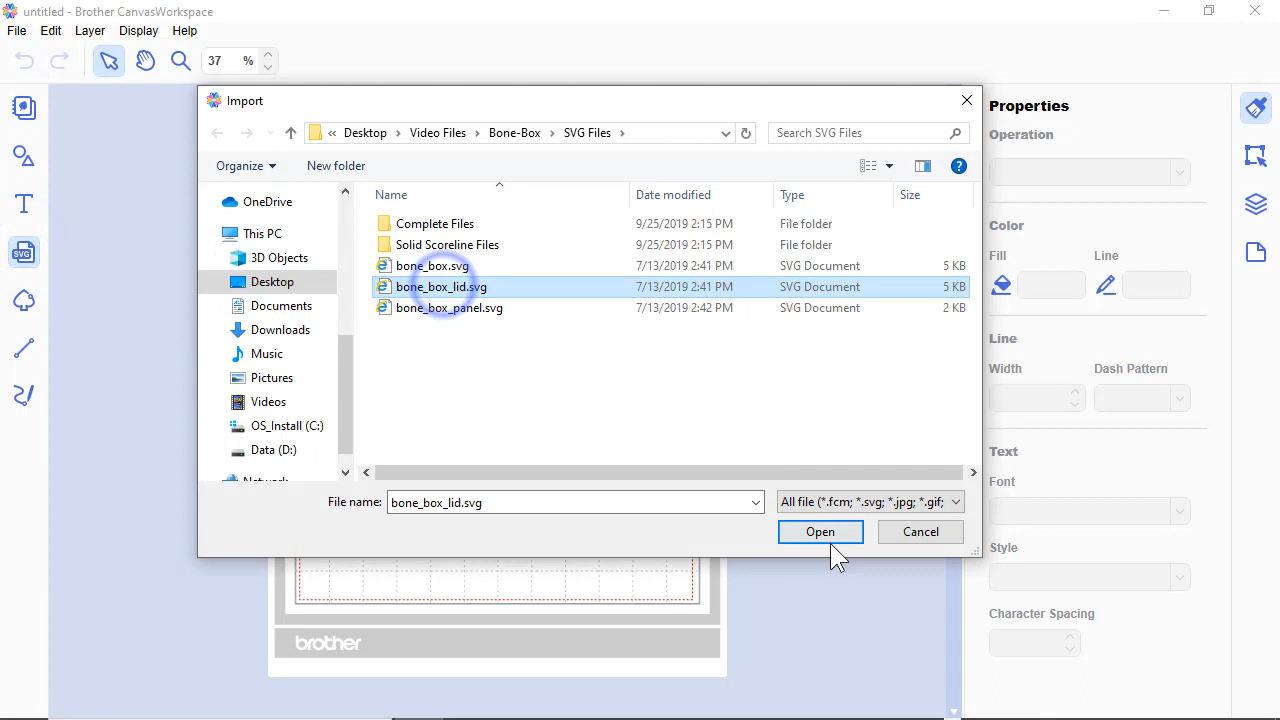 untitled - Brother CanvasWorkspace
File Edit Layer Display Help
37 %
Import
« Desktop > Video Files > Bone-Box > SVG Files >
Search SVG Files
Organize New folder
Name Date modified Type Size
OneDrive
This PC
3D Objects
Desktop
Documents
Downloads
Music
Pictures
Videos
OS_Install (C:)
Data (D:)
Network
Complete Files 9/25/2019 2:15 PM File folder
Solid Scoreline Files 9/25/2019 2:15 PM File folder
bone_box.svg 7/13/2019 2:41 PM SVG Document 5 KB
bone_box_lid.svg 7/13/2019 2:41 PM SVG Document 5 KB
bone_box_panel.svg 7/13/2019 2:42 PM SVG Document 2 KB
File name: bone_box_lid.svg
All file (*.fcm; *.svg; *.jpg; *.gif;
Open Cancel
brother
T
SVG
Properties
Operation
Color
Fill Line
Line
Width Dash Pattern
Text
Font
Style
Character Spacing